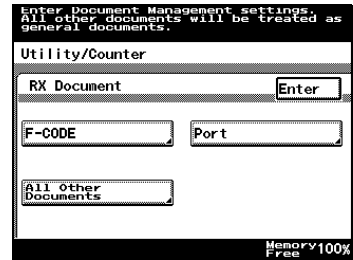 Enter Document Management settings.
All other documents will be treated as
general documents.
Utility/Counter
RX Document
Enter
F-CODE
Port
All Other
Documents
Memory 100%
Free